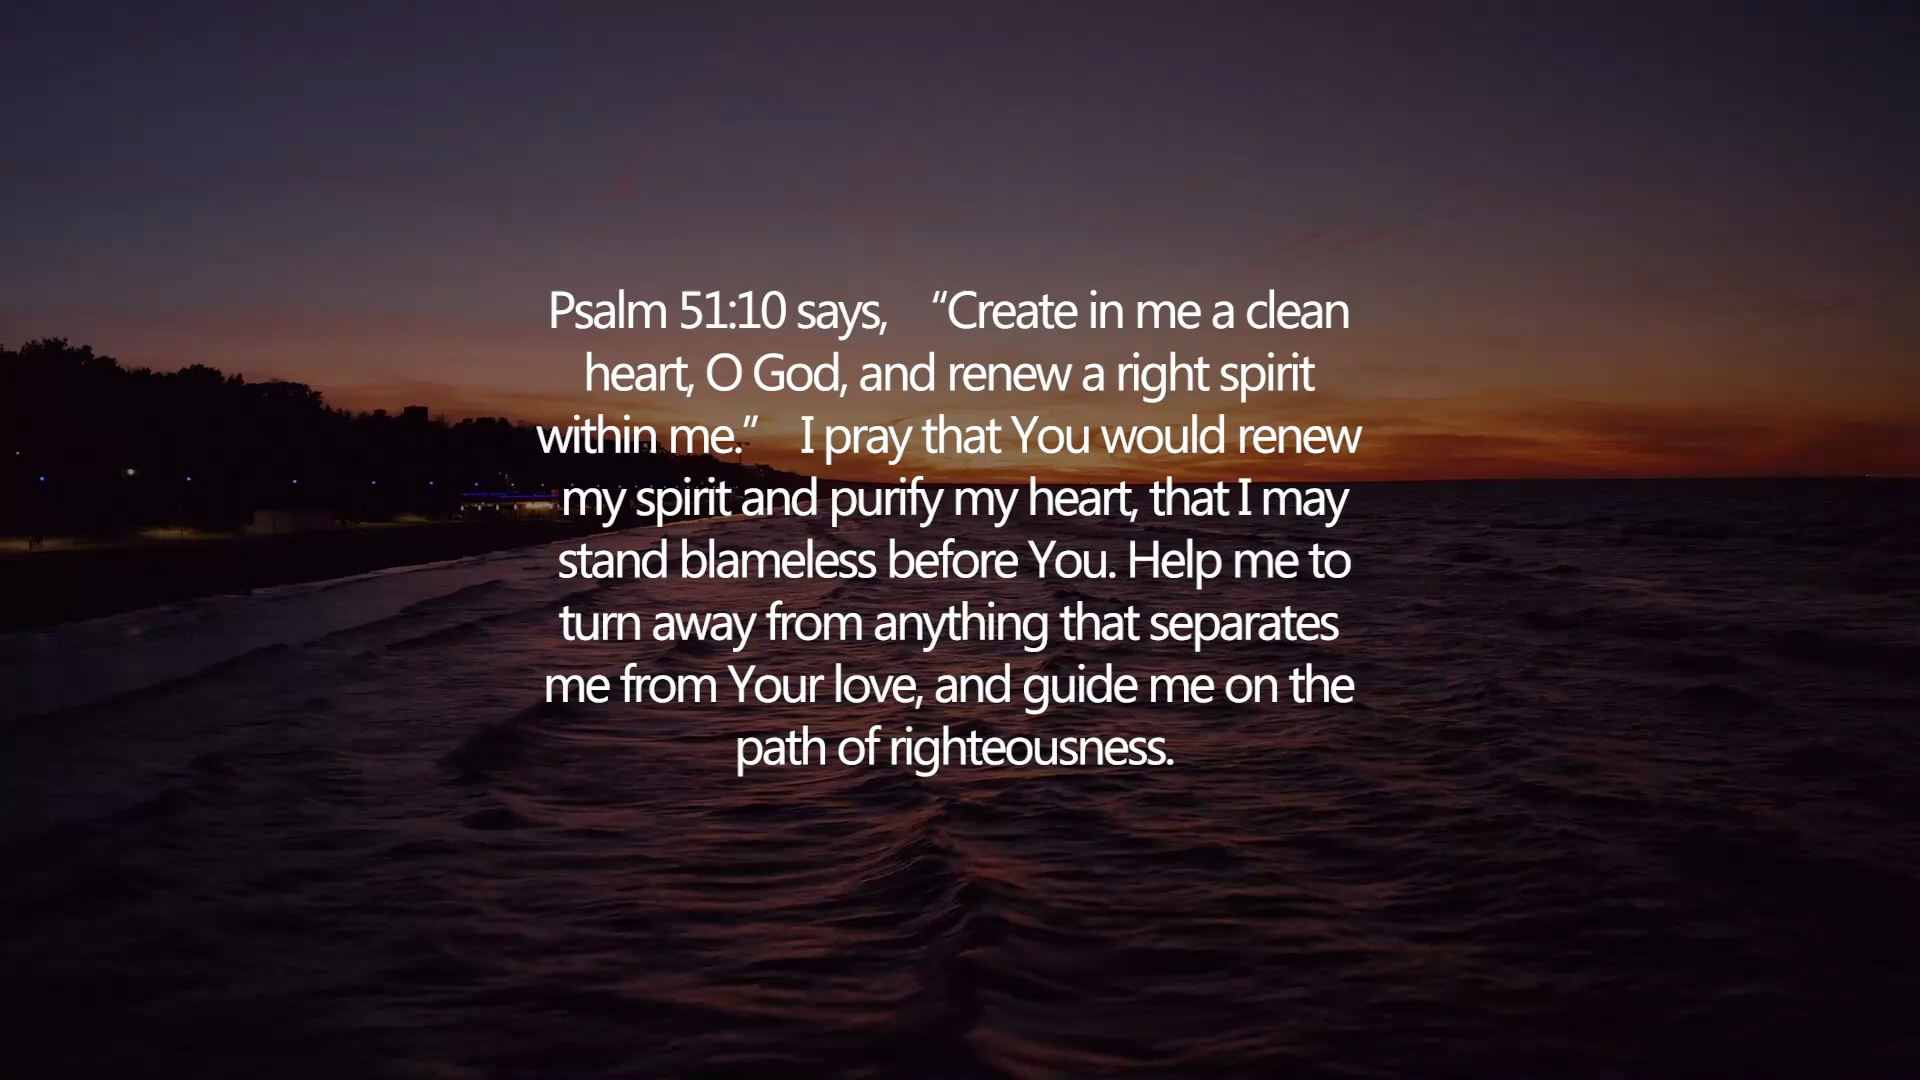 Psalm 51:10 says, “Create in me a clean
heart, O God, and renew a right spirit
within me.” I pray that You would renew
my spirit and purify my heart, that I may
stand blameless before You. Help me to
turn away from anything that separates
me from Your love, and guide me on the
path of righteousness.